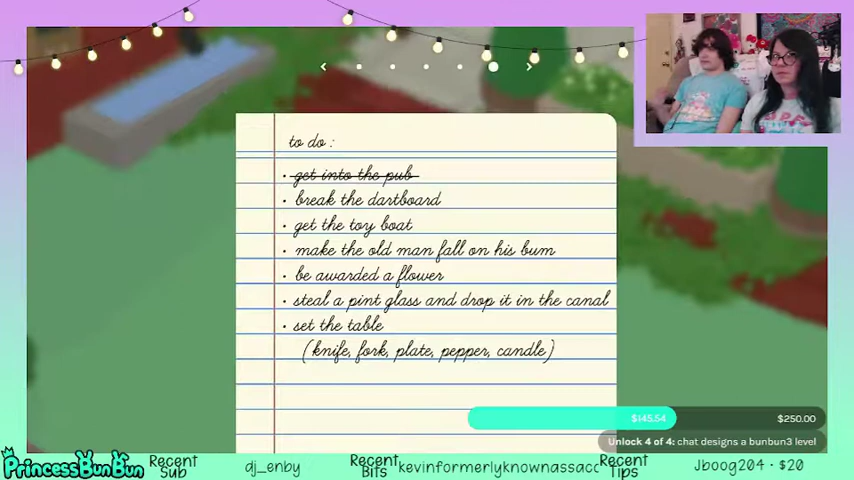 to do :
• get into the pub
• break the dartboard
• get the toy boat
• make the old man fall on his bum
• be awarded a flower
• steal a pint glass and drop it in the canal
• set the table
(knife, fork, plate, pepper, candle)
$145.54 $250.00
Unlock 4 of 4: chat designs a bunbun3 level
PrincessBunBun
Recent Sub
dj_enby
Recent Bits
kevinformerlyknownassacc
Recent Tips
Jboog204 • $20